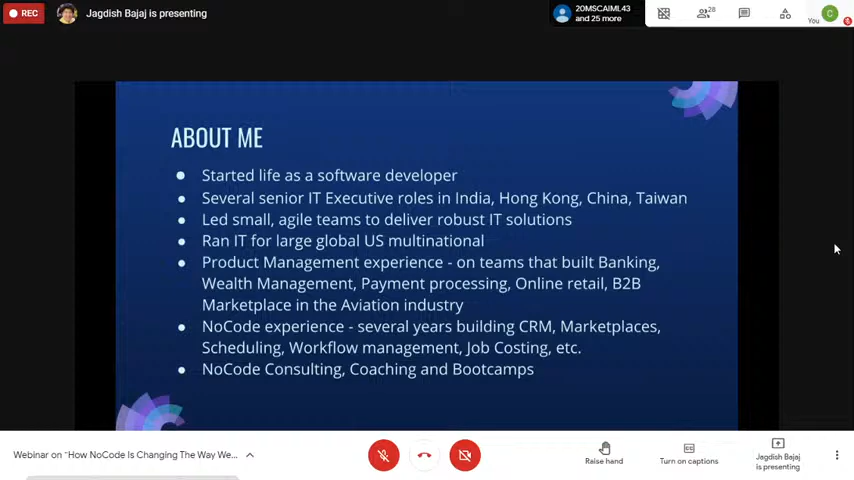 REC
Jagdish Bajaj is presenting
20MSCAIML43
and 25 more
28
You
C
ABOUT ME
● Started life as a software developer
● Several senior IT Executive roles in India, Hong Kong, China, Taiwan
● Led small, agile teams to deliver robust IT solutions
● Ran IT for large global US multinational
● Product Management experience - on teams that built Banking,
Wealth Management, Payment processing, Online retail, B2B
Marketplace in the Aviation industry
● NoCode experience - several years building CRM, Marketplaces,
Scheduling, Workflow management, Job Costing, etc.
● NoCode Consulting, Coaching and Bootcamps
Webinar on "How NoCode Is Changing The Way We...
Raise hand
Turn on captions
Jagdish Bajaj
is presenting